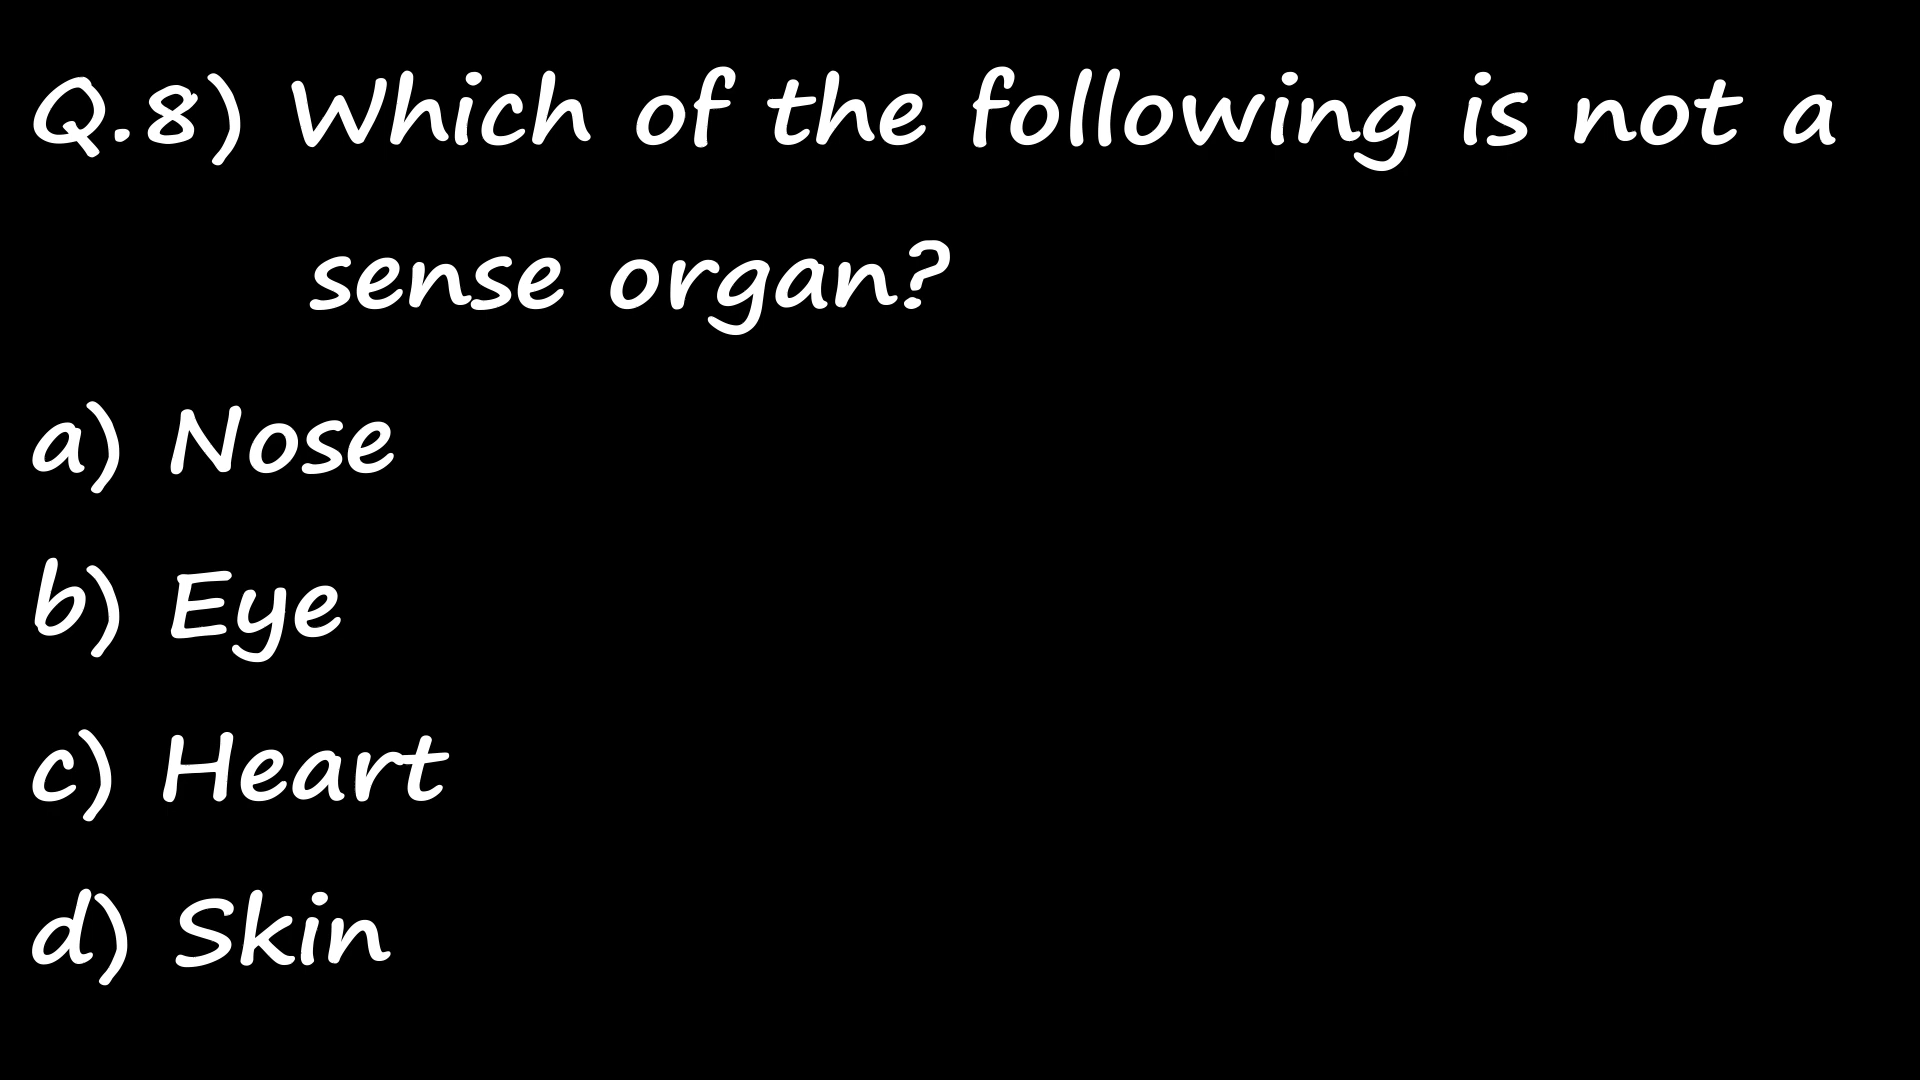 Q.8) Which of the following is not a
sense organ?
a) Nose
b) Eye
c) Heart
d) Skin